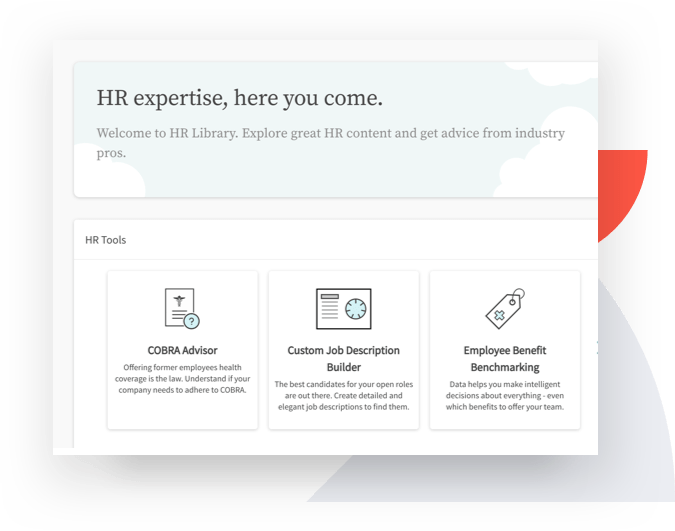 HR expertise, here you come.
Welcome to HR Library. Explore great HR content and get advice from industry
pros.
HR Tools
?
COBRA Advisor
Offering former employees health
coverage is the law. Understand if your
company needs to adhere to COBRA.
Custom Job Description
Builder
The best candidates for your open roles
are out there. Create detailed and
elegant job descriptions to find them.
Employee Benefit
Benchmarking
Data helps you make intelligent
decisions about everything - even
which benefits to offer your team.